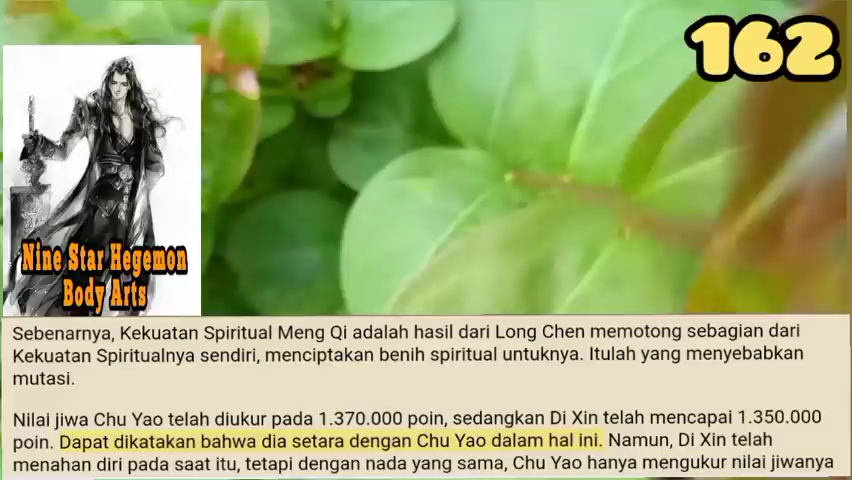 162
Nine Star Hegemon
Body Arts
Sebenarnya, Kekuatan Spiritual Meng Qi adalah hasil dari Long Chen memotong sebagian dari
Kekuatan Spiritualnya sendiri, menciptakan benih spiritual untuknya. Itulah yang menyebabkan
mutasi.
Nilai jiwa Chu Yao telah diukur pada 1.370.000 poin, sedangkan Di Xin telah mencapai 1.350.000
poin. Dapat dikatakan bahwa dia setara dengan Chu Yao dalam hal ini. Namun, Di Xin telah
menahan diri pada saat itu, tetapi dengan nada yang sama, Chu Yao hanya mengukur nilai jiwanya